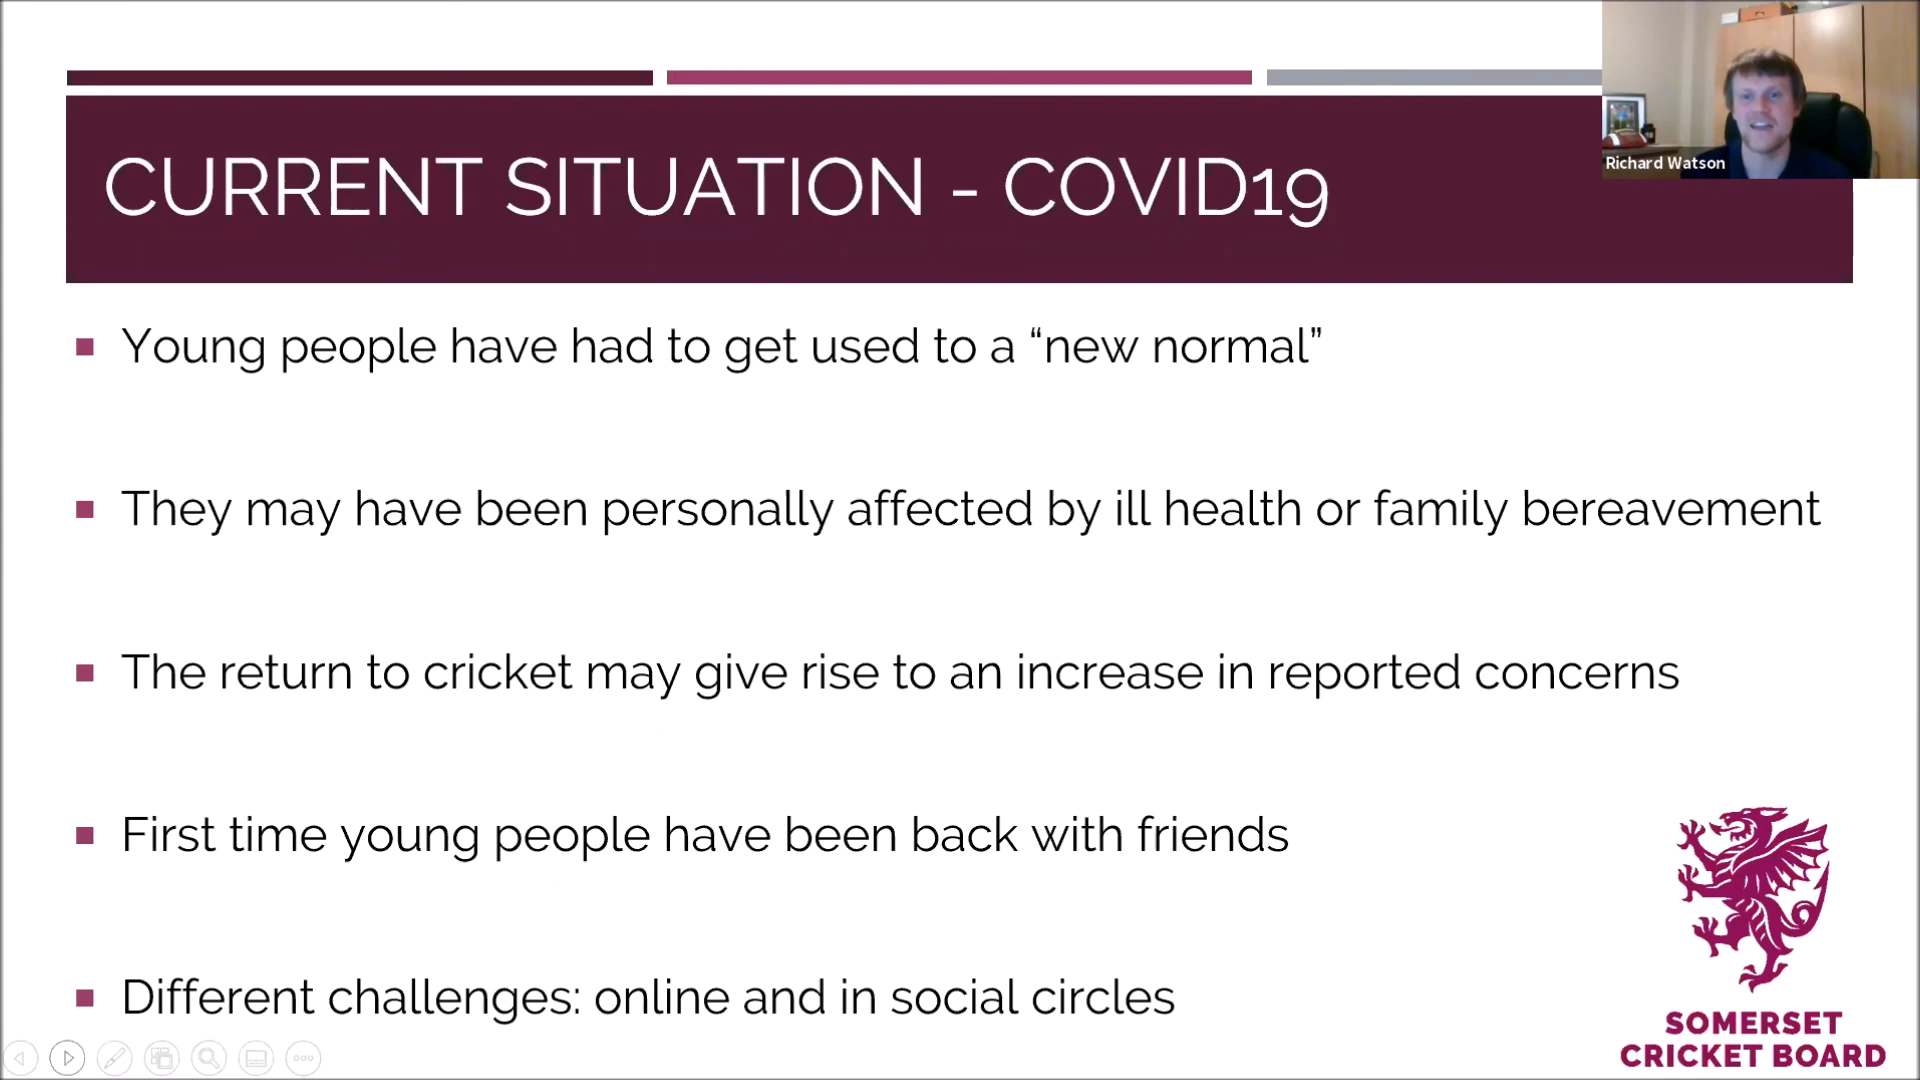 Richard Watson
CURRENT SITUATION - COVID19
Young people have had to get used to a “new normal”
They may have been personally affected by ill health or family bereavement
The return to cricket may give rise to an increase in reported concerns
First time young people have been back with friends
Different challenges: online and in social circles
SOMERSET
CRICKET BOARD